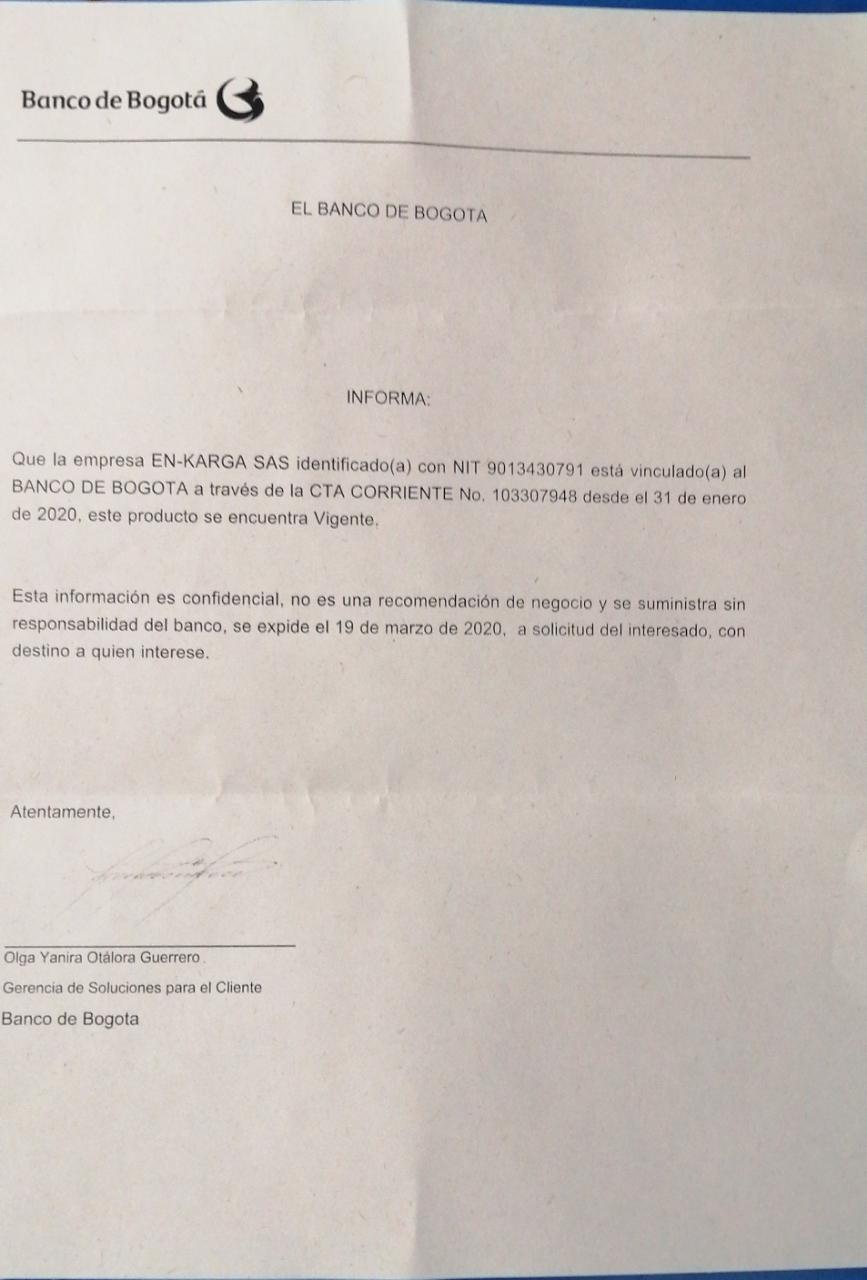 Banco de Bogotá
EL BANCO DE BOGOTA
INFORMA:
Que la empresa EN-KARGA SAS identificado(a) con NIT 9013430791 está vinculado(a) al
BANCO DE BOGOTA a través de la CTA CORRIENTE No. 103307948 desde el 31 de enero
de 2020, este producto se encuentra Vigente.
Esta información es confidencial, no es una recomendación de negocio y se suministra sin
responsabilidad del banco, se expide el 19 de marzo de 2020, a solicitud del interesado, con
destino a quien interese.
Atentamente,
Olga Yanira Otálora Guerrero
Gerencia de Soluciones para el Cliente
Banco de Bogota